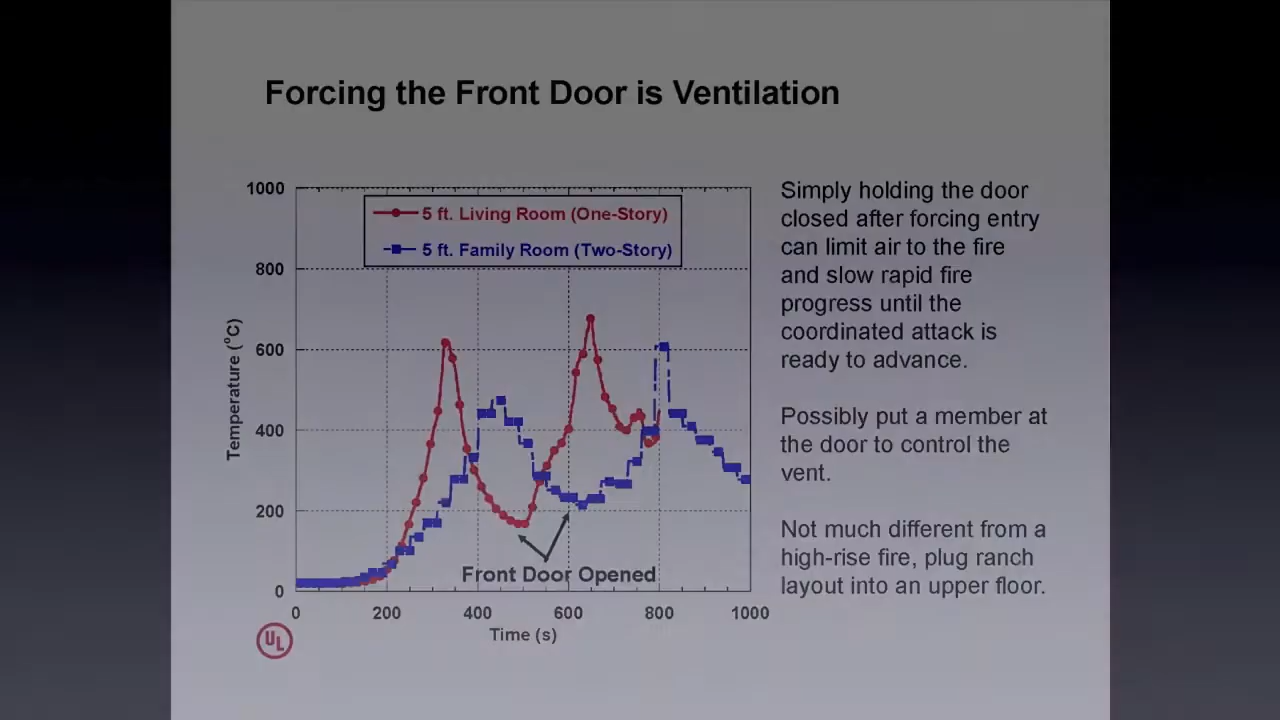 Forcing the Front Door is Ventilation
1000
800
600
400
200
0
Temperature (°C)
5 ft. Living Room (One-Story)
5 ft. Family Room (Two-Story)
Front Door Opened
0 200 400 600 800 1000
Time (s)
UL
Simply holding the door
closed after forcing entry
can limit air to the fire
and slow rapid fire
progress until the
coordinated attack is
ready to advance.
Possibly put a member at
the door to control the
vent.
Not much different from a
high-rise fire, plug ranch
layout into an upper floor.